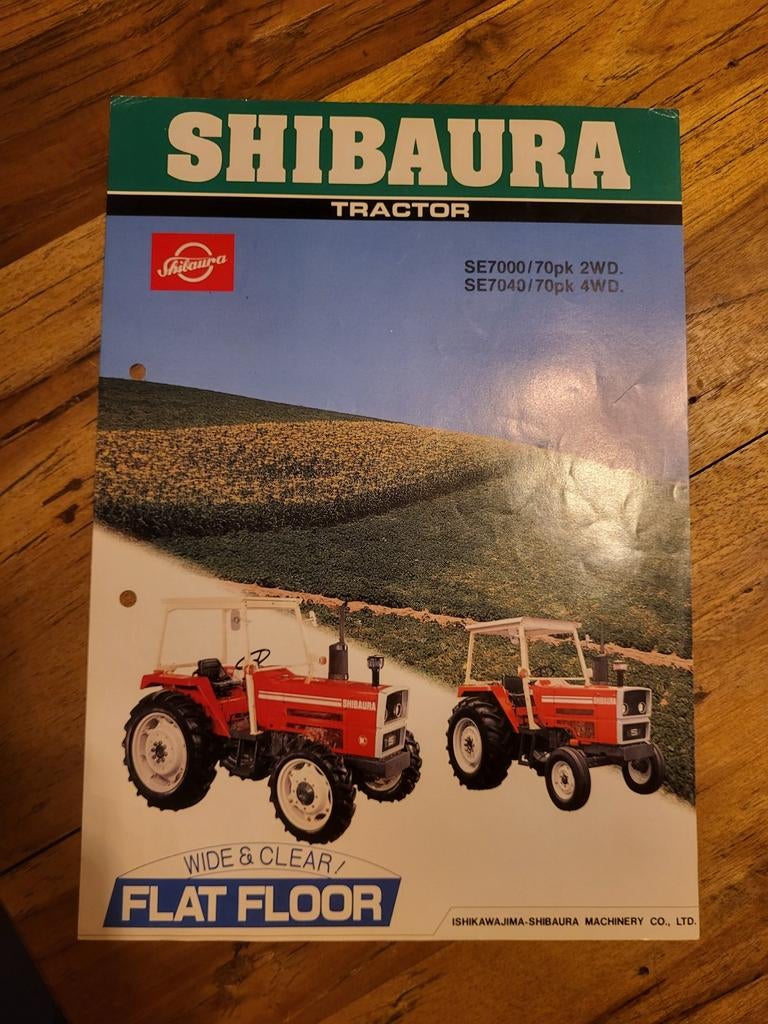 SHIBAURA
TRACTOR
Shibaura
SE7000/70pk 2WD.
SE7040/70pk 4WD.
SHIBAURA
SHIBAURA
WIDE & CLEAR!
FLAT FLOOR
ISHIKAWAJIMA-SHIBAURA MACHINERY CO., LTD.